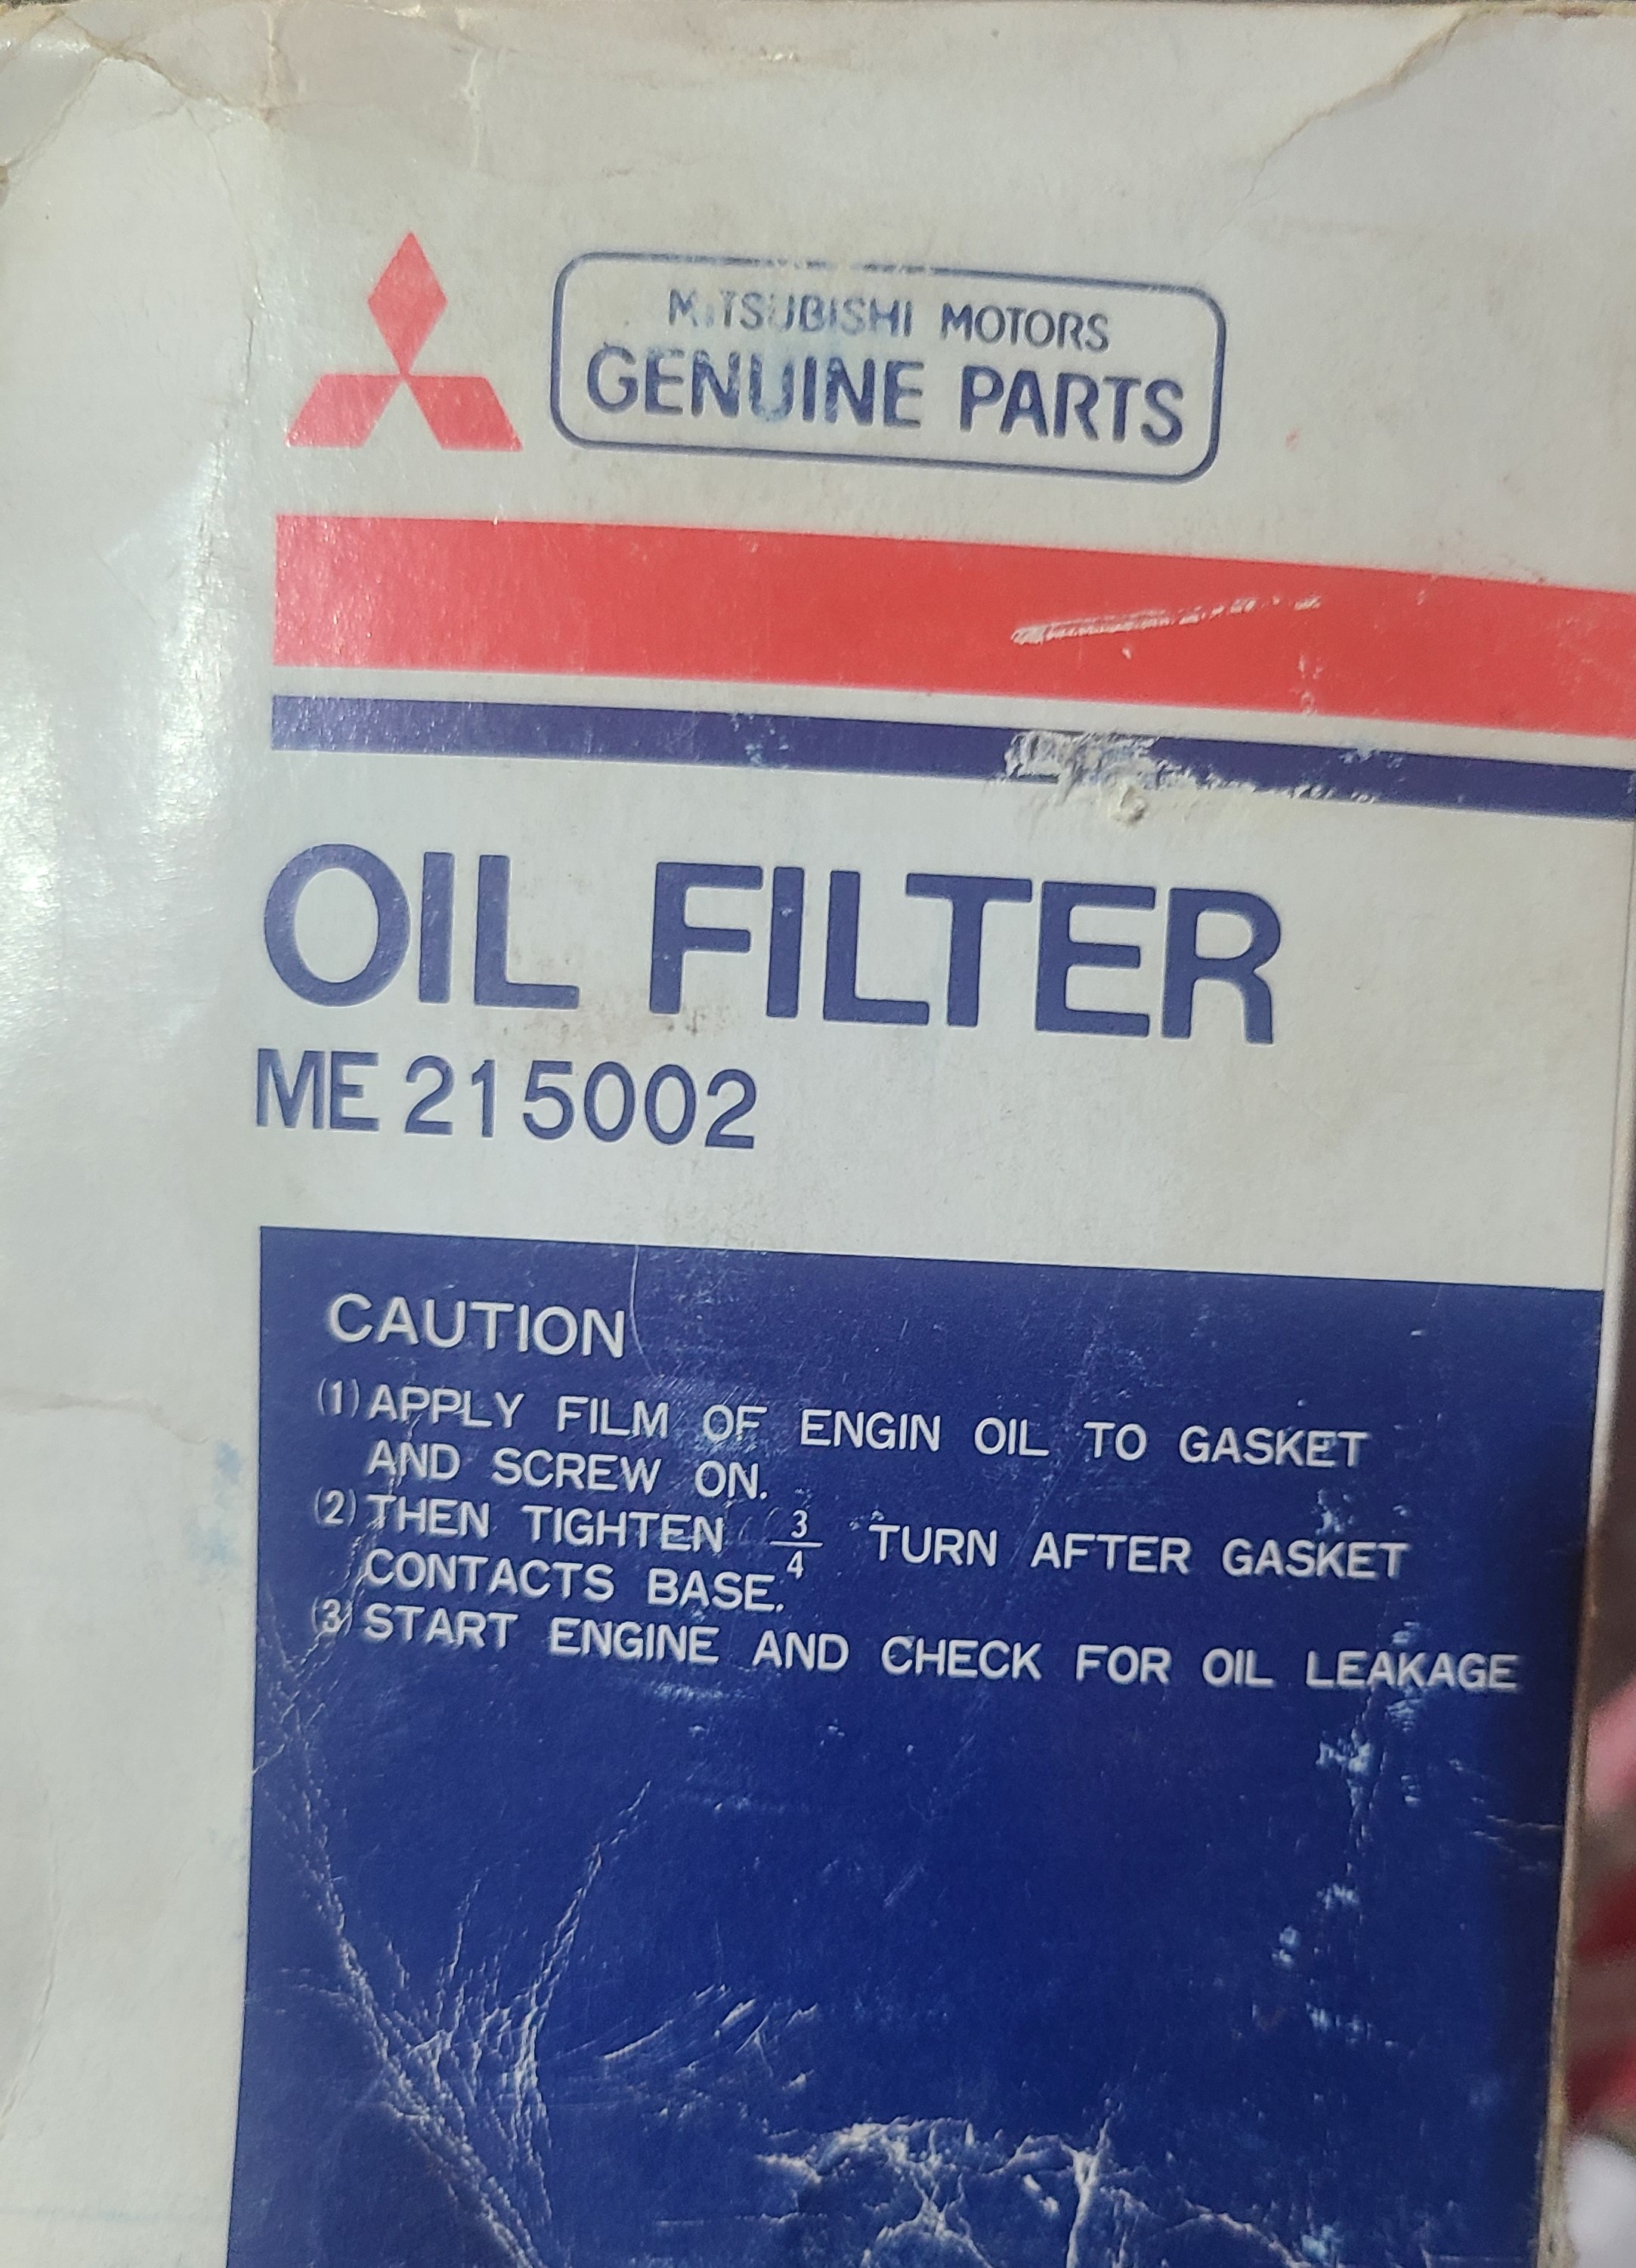 MITSUBISHI MOTORS
GENUINE PARTS
OIL FILTER
ME 215002
CAUTION
(1) APPLY FILM OF ENGIN OIL TO GASKET
AND SCREW ON.
(2) THEN TIGHTEN 3/4 TURN AFTER GASKET
CONTACTS BASE.
(3) START ENGINE AND CHECK FOR OIL LEAKAGE